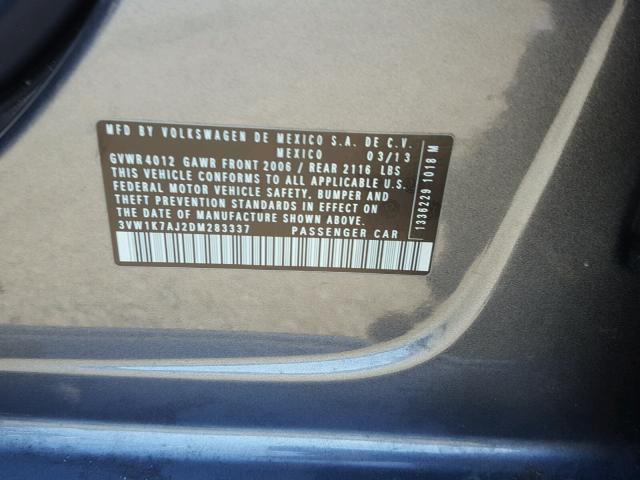 MFD BY VOLKSWAGEN DE MEXICO S.A. DE C.V.
MEXICO 03/13
GVWR4012 GAWR FRONT 2006 / REAR 2116 LBS
THIS VEHICLE CONFORMS TO ALL APPLICABLE U.S.
FEDERAL MOTOR VEHICLE SAFETY, BUMPER AND
THEFT PREVENTION STANDARDS IN EFFECT ON
THE DATE OF MANUFACTURE SHOWN ABOVE.
3VW1K7AJ2DM283337 PASSENGER CAR
1336229 1018 M